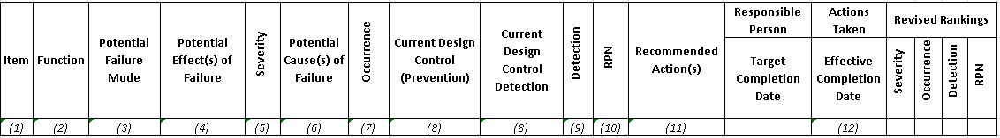 Item
Function
Potential
Failure
Mode
Potential
Effect(s) of
Failure
Severity
Potential
Cause(s) of
Failure
Occurrence
Current Design
Control
(Prevention)
Current
Design
Control
Detection
Detection
RPN
Recommended
Action(s)
Responsible
Person
Target
Completion
Date
Actions
Taken
Effective
Completion
Date
Revised Rankings
Severity
Occurrence
Detection
RPN
(1)
(2)
(3)
(4)
(5)
(6)
(7)
(8)
(8)
(9)
(10)
(11)
(12)